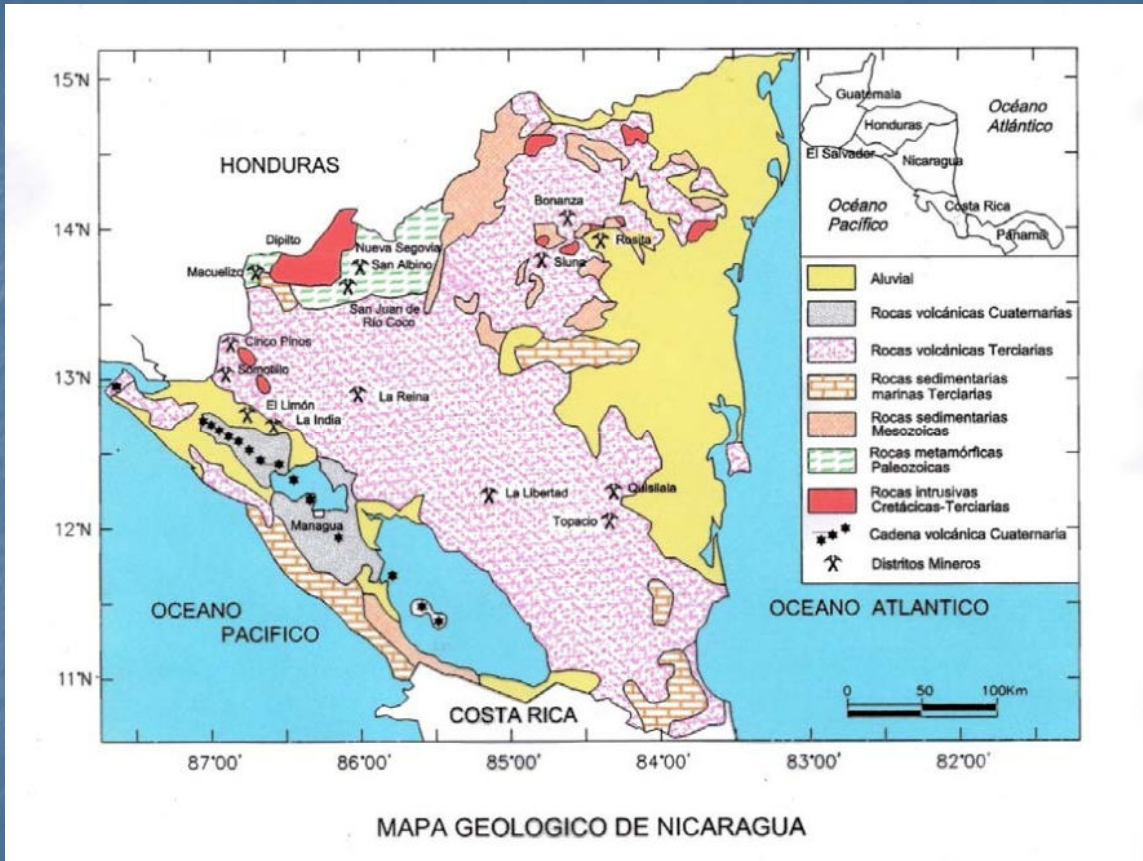 15°N
14°N
13°N
12°N
11°N
HONDURAS
Dipilto
Nueva Segovia
Macuelizo
San Albino
San Juan de
Río Coco
Bonanza
Rosita
Siuna
Cinco Pinos
Somotillo
El Limón
La India
La Reina
La Libertad
Quisilala
Topacio
Managua
OCEANO
PACIFICO
COSTA RICA
OCEANO ATLANTICO
0 50 100Km
87°00'
86°00'
85°00'
84°00'
83°00'
82°00'
Guatemala
Honduras
El Salvador
Nicaragua
Costa Rica
Panamá
Océano
Atlántico
Océano
Pacífico
Aluvial
Rocas volcánicas Cuaternarias
Rocas volcánicas Terciarias
Rocas sedimentarias
marinas Terciarias
Rocas sedimentarias
Mesozoicas
Rocas metamórficas
Paleozoicas
Rocas intrusivas
Cretácicas-Terciarias
Cadena volcánica Cuaternaria
Distritos Mineros
MAPA GEOLOGICO DE NICARAGUA